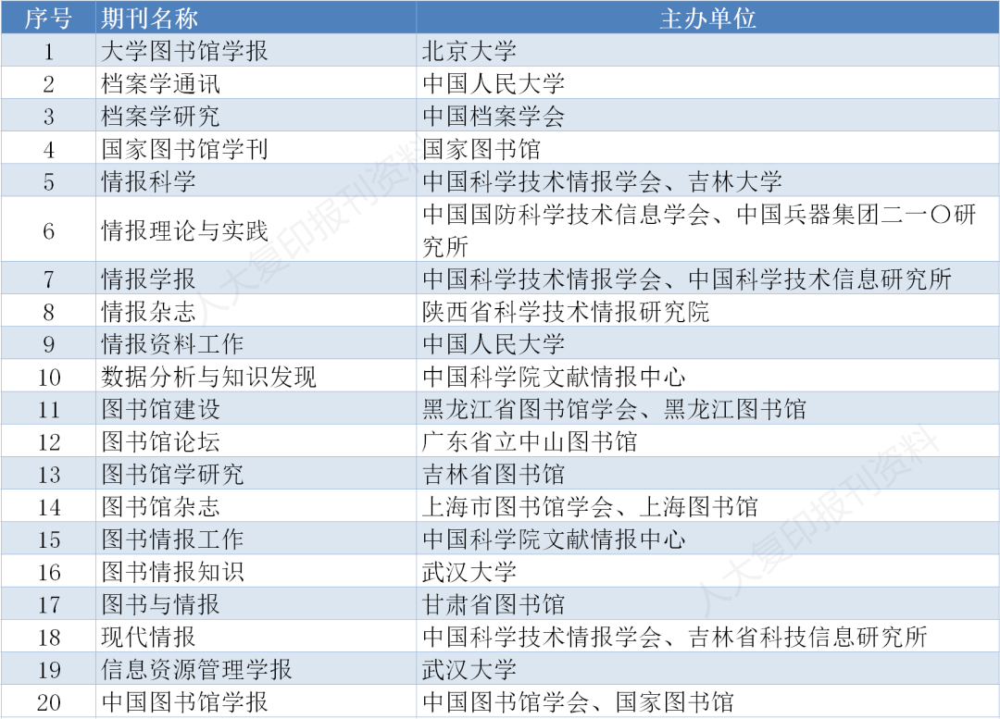 序号 期刊名称 主办单位
1 大学图书馆学报 北京大学
2 档案学通讯 中国人民大学
3 档案学研究 中国档案学会
4 国家图书馆学刊 国家图书馆
5 情报科学 中国科学技术情报学会、吉林大学
6 情报理论与实践 中国国防科学技术信息学会、中国兵器集团二一〇研
究所
7 情报学报 中国科学技术情报学会、中国科学技术信息研究所
8 情报杂志 陕西省科学技术情报研究院
9 情报资料工作 中国人民大学
10 数据分析与知识发现 中国科学院文献情报中心
11 图书馆建设 黑龙江省图书馆学会、黑龙江图书馆
12 图书馆论坛 广东省立中山图书馆
13 图书馆学研究 吉林省图书馆
14 图书馆杂志 上海市图书馆学会、上海图书馆
15 图书情报工作 中国科学院文献情报中心
16 图书情报知识 武汉大学
17 图书与情报 甘肃省图书馆
18 现代情报 中国科学技术情报学会、吉林省科技信息研究所
19 信息资源管理学报 武汉大学
20 中国图书馆学报 中国图书馆学会、国家图书馆
人大复印报刊资料
人大复印报刊资料